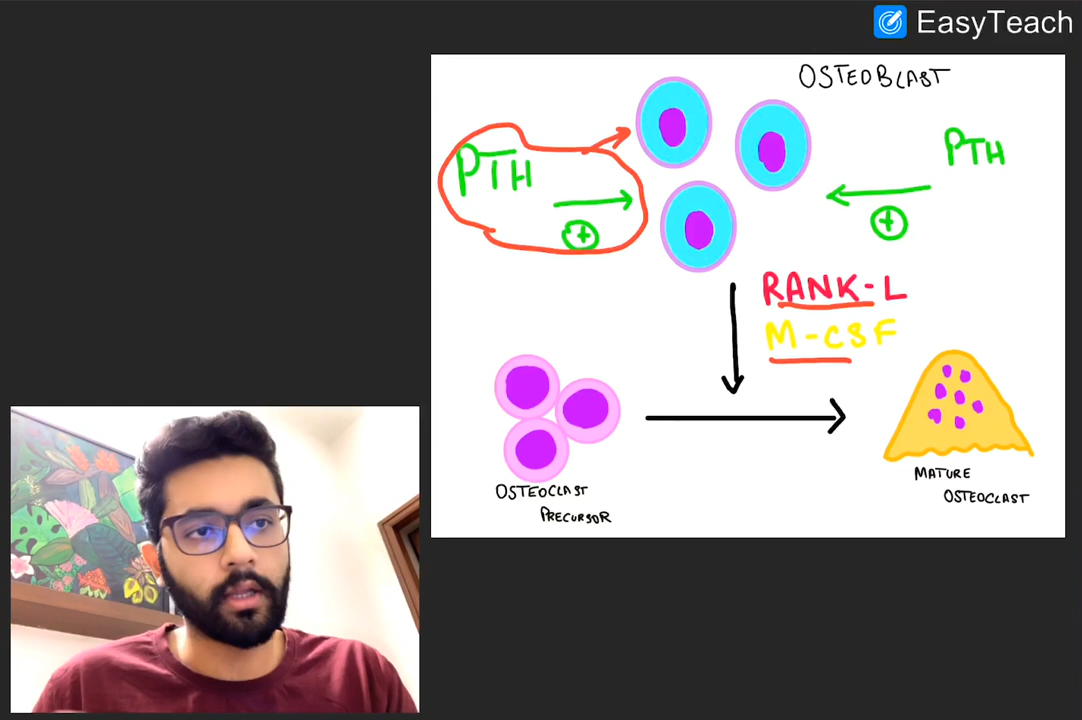 EasyTeach
OSTEOBLAST
PTH
+
PTH
+
RANK-L
M-CSF
OSTEOCLAST
PRECURSOR
MATURE
OSTEOCLAST